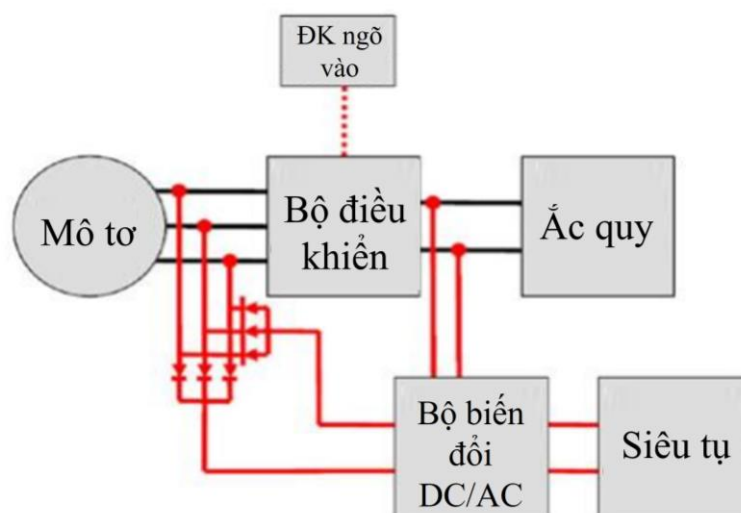 ĐK ngõ
vào
Mô tơ
Bộ điều
khiển
Ắc quy
Bộ biến
đổi
DC/AC
Siêu tụ